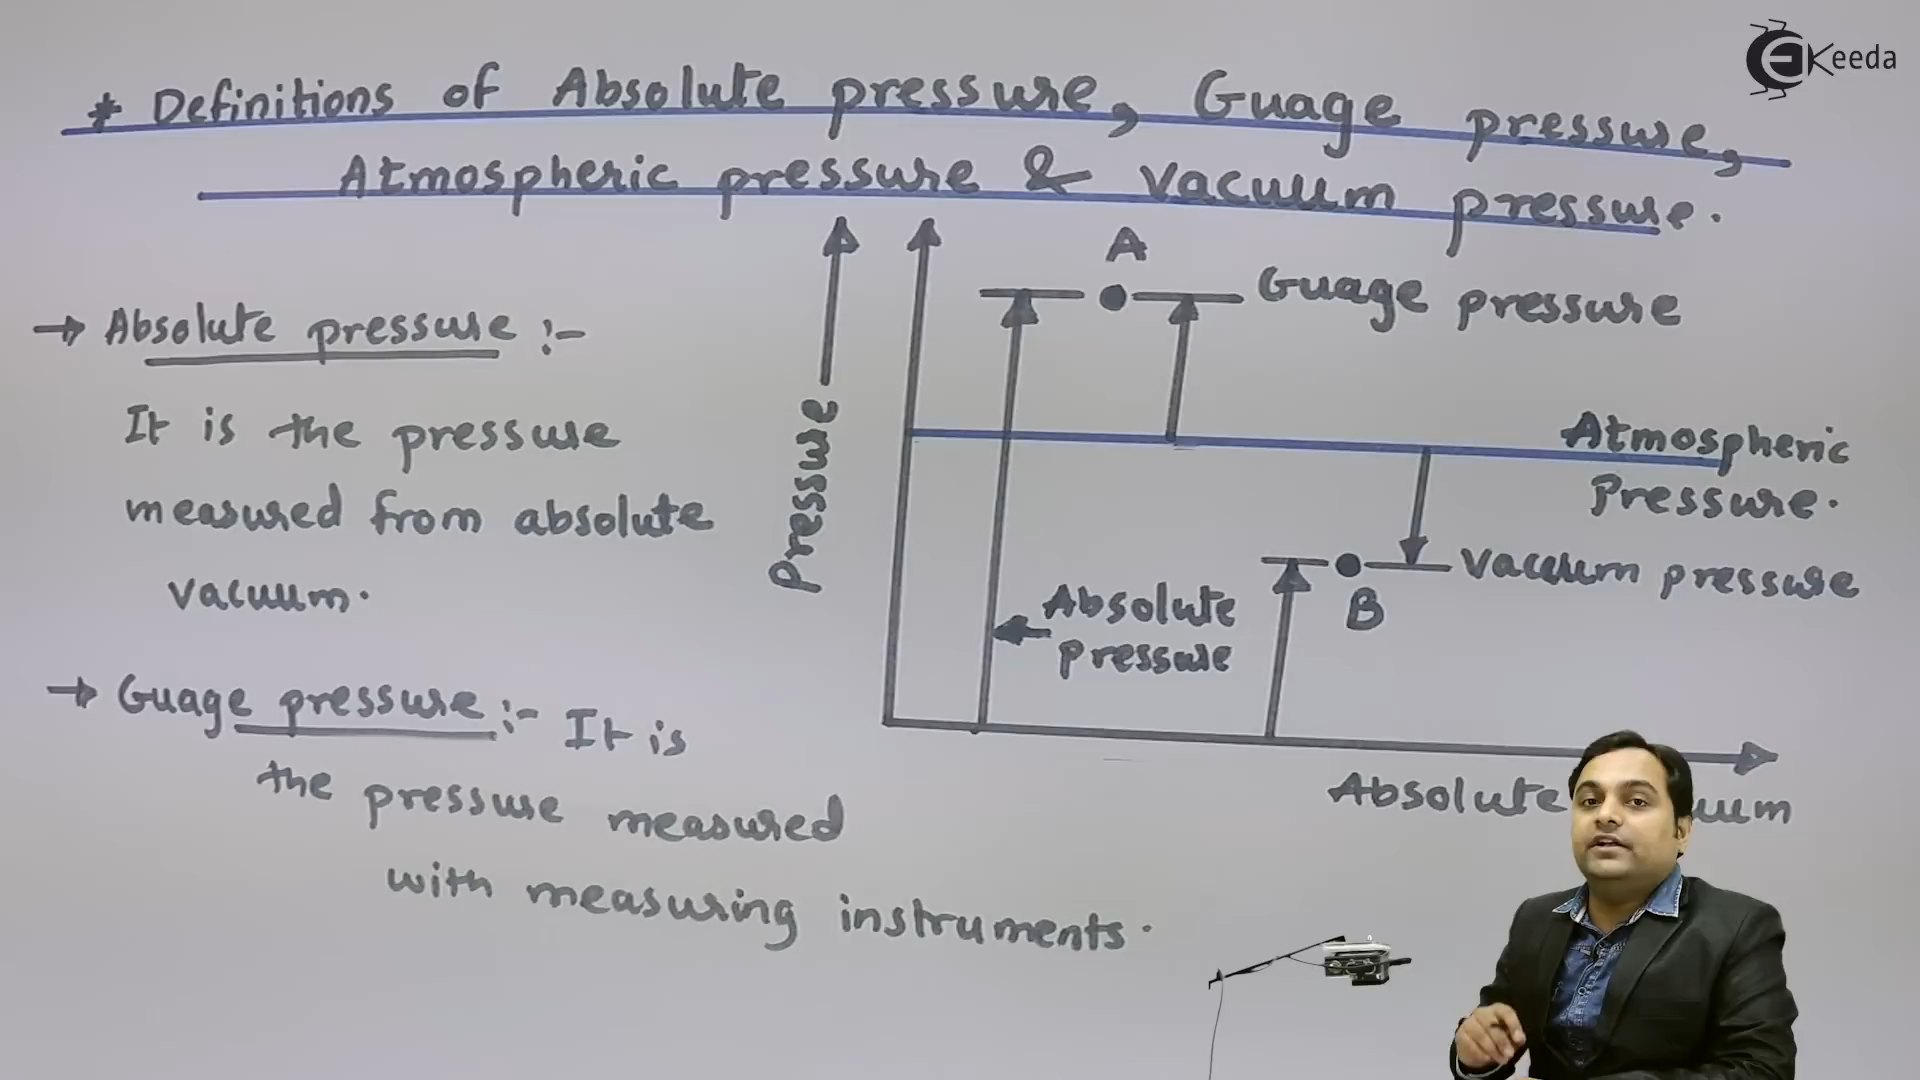 * Definitions of Absolute pressure, Guage pressure,
Atmospheric pressure & Vacuum pressure.
→ Absolute pressure :-
It is the pressure
measured from absolute
vacuum.
→ Guage pressure :- It is
the pressure measured
with measuring instruments.
Pressure
A
Guage pressure
Atmospheric
Pressure.
Vacuum pressure
B
Absolute
pressure
Absolute
uum
Keeda